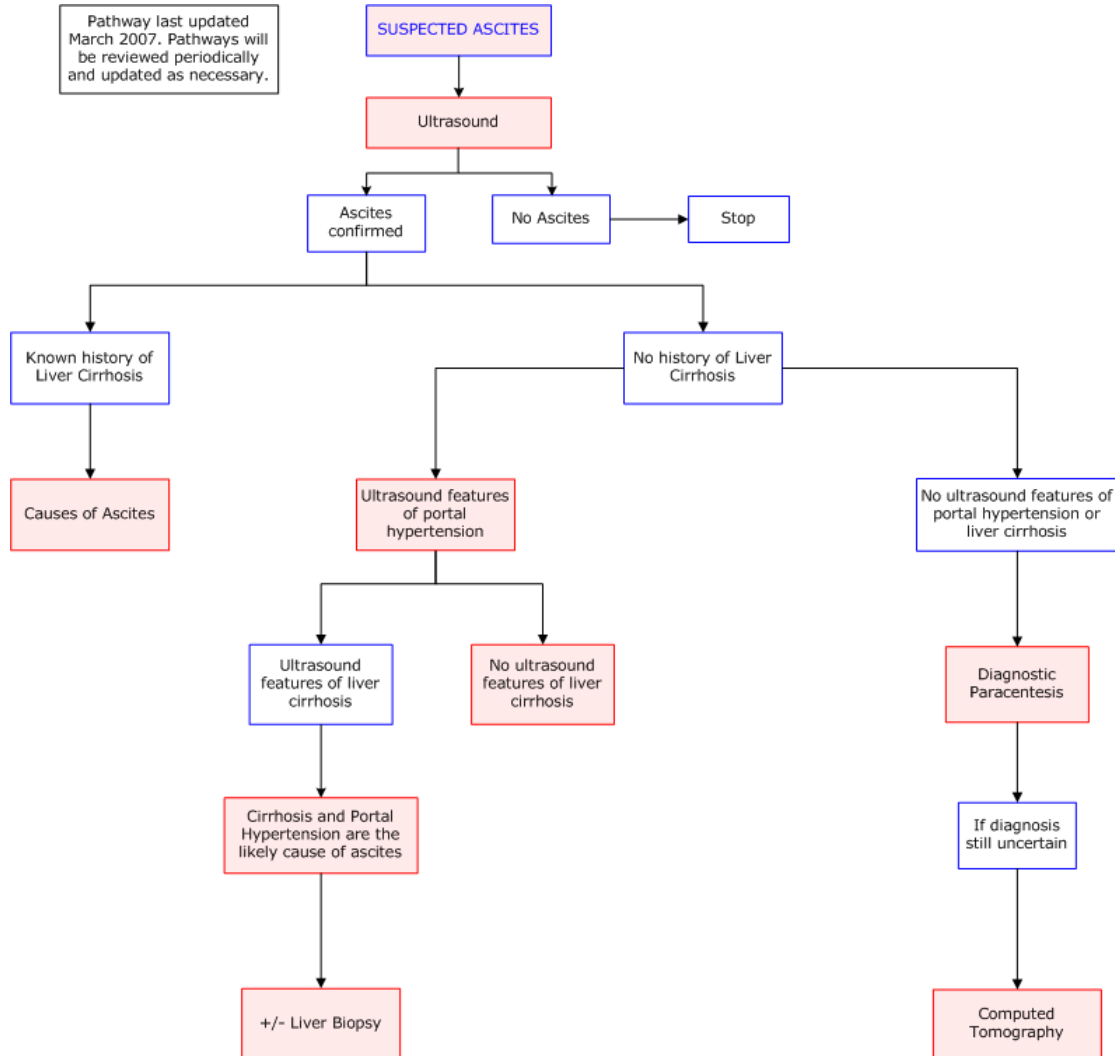 Pathway last updated
March 2007. Pathways will
be reviewed periodically
and updated as necessary.
SUSPECTED ASCITES
Ultrasound
Ascites
confirmed
No Ascites
Stop
Known history of
Liver Cirrhosis
No history of Liver
Cirrhosis
Causes of Ascites
Ultrasound features
of portal
hypertension
No ultrasound features of
portal hypertension or
liver cirrhosis
Ultrasound
features of liver
cirrhosis
No ultrasound
features of liver
cirrhosis
Diagnostic
Paracentesis
Cirrhosis and Portal
Hypertension are the
likely cause of ascites
If diagnosis
still uncertain
+/- Liver Biopsy
Computed
Tomography